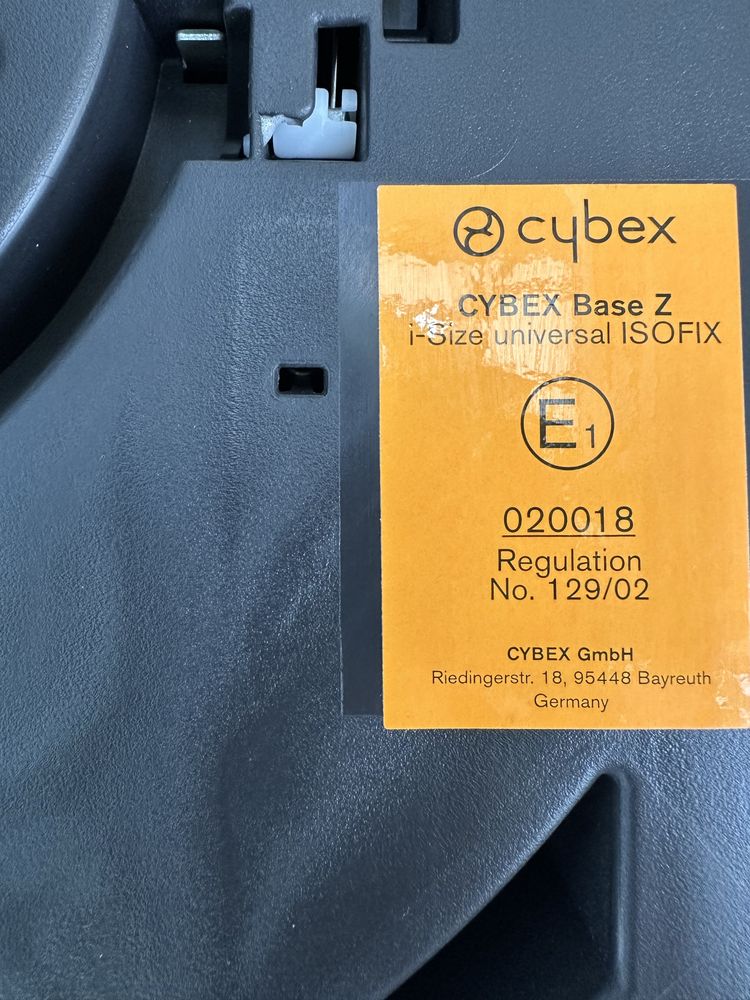 cybex
CYBEX Base Z
i-Size universal ISOFIX
E1
020018
Regulation
No. 129/02
CYBEX GmbH
Riedingerstr. 18, 95448 Bayreuth
Germany